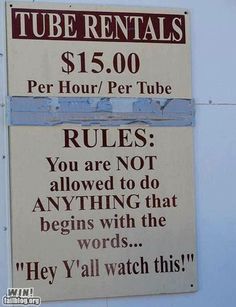 TUBE RENTALS
$15.00
Per Hour/ Per Tube
RULES:
You are NOT
allowed to do
ANYTHING that
begins with the
words...
"Hey Y'all watch this!"
WIN!
failblog.org